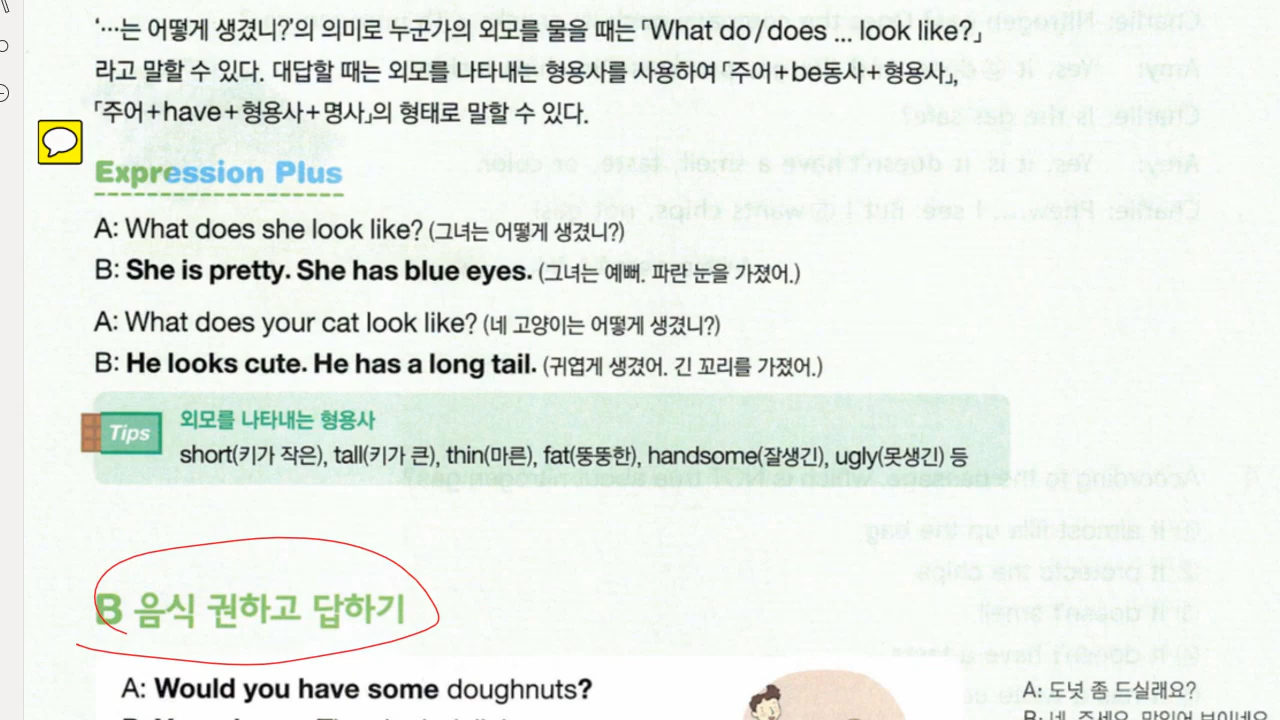 ‘…는 어떻게 생겼니?’의 의미로 누군가의 외모를 물을 때는 「What do/does ... look like?」
라고 말할 수 있다. 대답할 때는 외모를 나타내는 형용사를 사용하여 「주어+be동사+형용사」,
「주어+have+형용사+명사」의 형태로 말할 수 있다.
Expression Plus
A: What does she look like? (그녀는 어떻게 생겼니?)
B: She is pretty. She has blue eyes. (그녀는 예뻐. 파란 눈을 가졌어.)
A: What does your cat look like? (네 고양이는 어떻게 생겼니?)
B: He looks cute. He has a long tail. (귀엽게 생겼어. 긴 꼬리를 가졌어.)
Tips
외모를 나타내는 형용사
short(키가 작은), tall(키가 큰), thin(마른), fat(뚱뚱한), handsome(잘생긴), ugly(못생긴) 등
B 음식 권하고 답하기
A: Would you have some doughnuts?
A: 도넛 좀 드실래요?